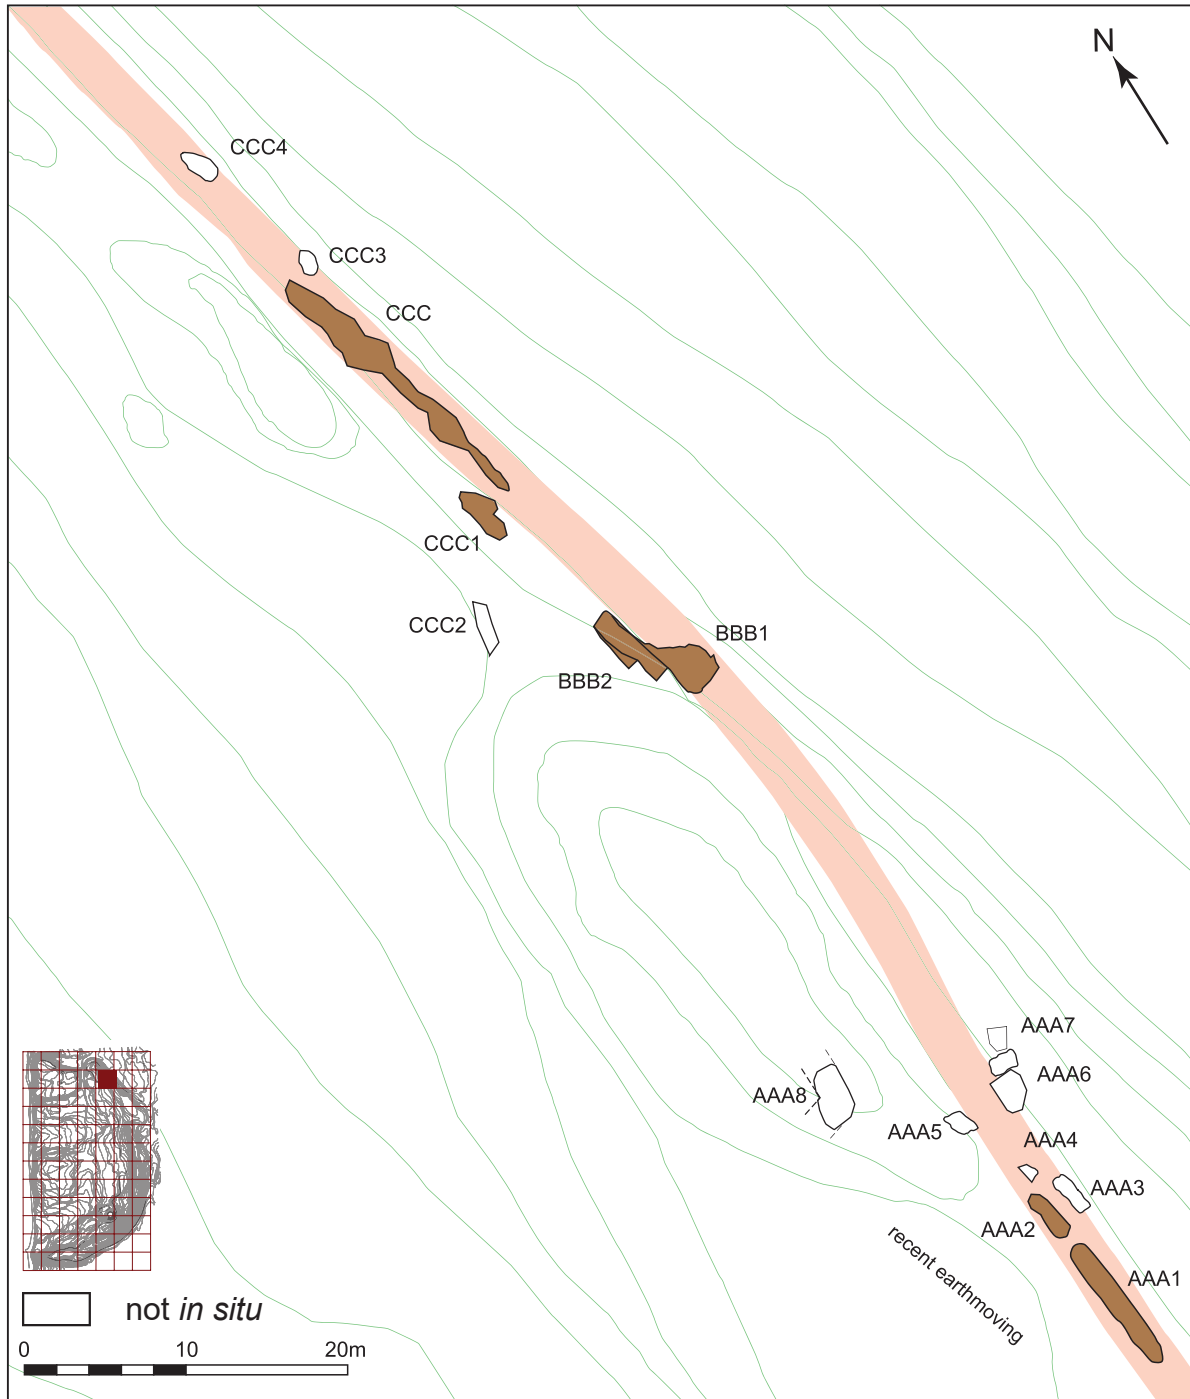 N
CCC4
CCC3
CCC
CCC1
CCC2
BBB1
BBB2
AAA7
AAA6
AAA8
AAA5
AAA4
AAA3
AAA2
AAA1
recent earthmoving
not in situ
0 10 20m